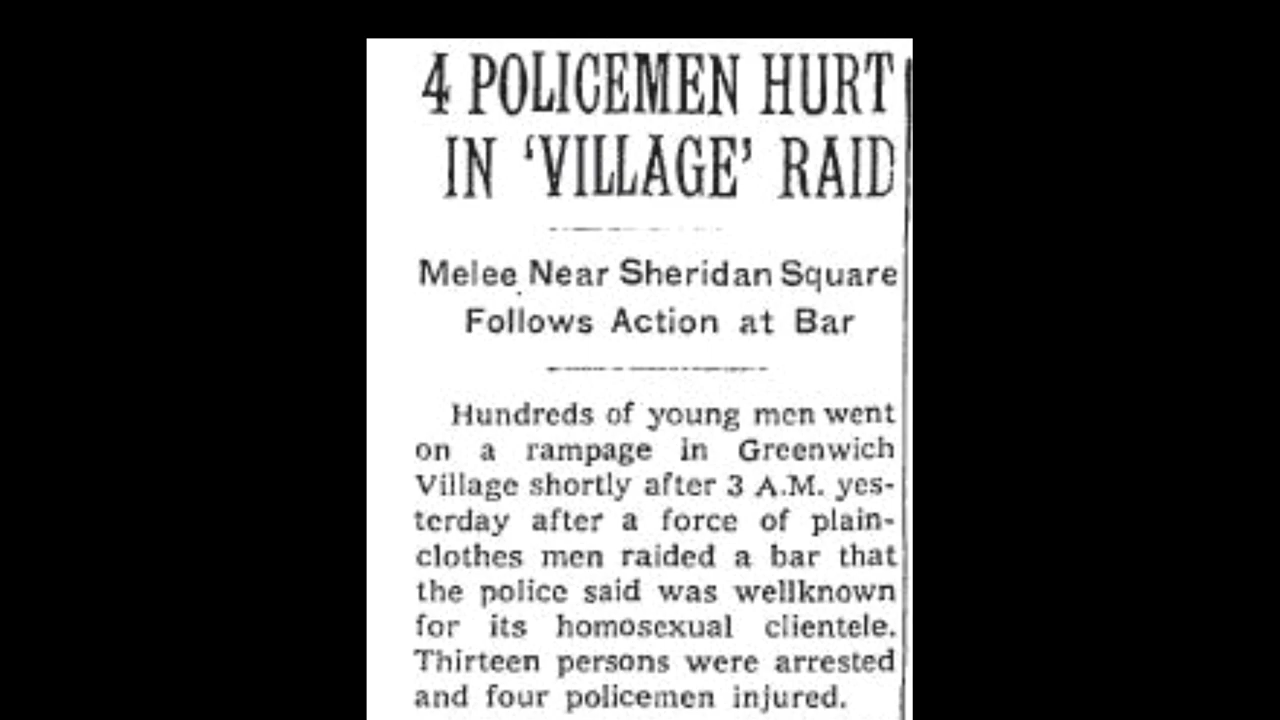 4 POLICEMEN HURT
IN ‘VILLAGE’ RAID
Melee Near Sheridan Square
Follows Action at Bar
Hundreds of young men went
on a rampage in Greenwich
Village shortly after 3 A.M. yes-
terday after a force of plain-
clothes men raided a bar that
the police said was wellknown
for its homosexual clientele.
Thirteen persons were arrested
and four policemen injured.